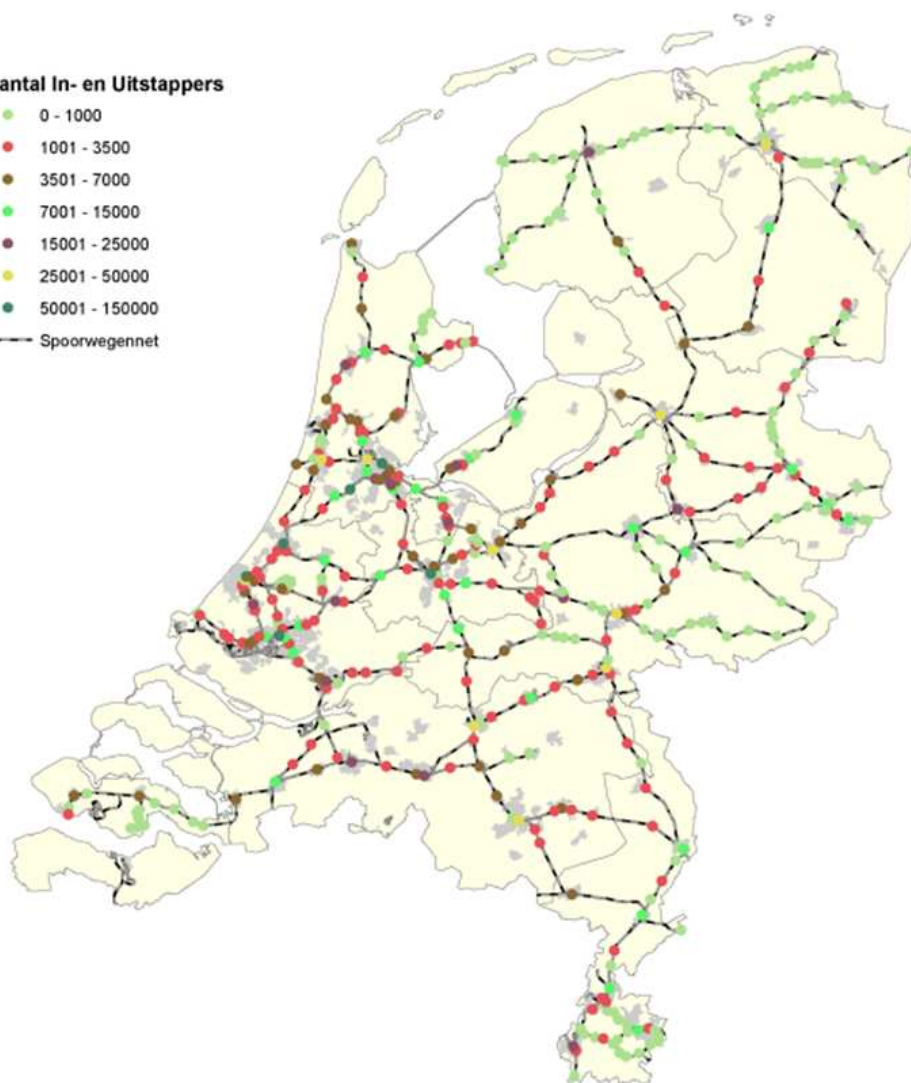 antal In- en Uitstappers
0 - 1000
1001 - 3500
3501 - 7000
7001 - 15000
15001 - 25000
25001 - 50000
50001 - 150000
Spoorwegennet